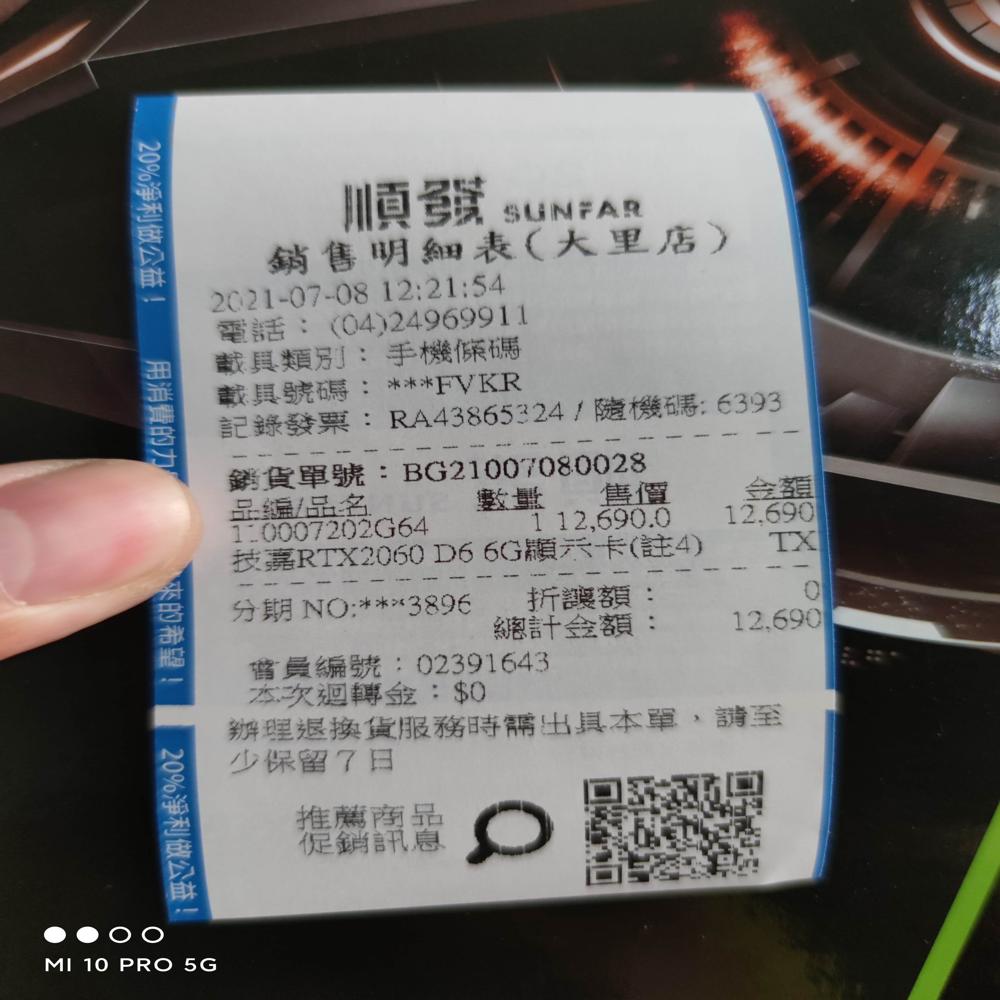 順發 SUNFAR
銷售明細表(大里店)
2021-07-08 12:21:54
電話：(04)24969911
載具類別：手機條碼
載具號碼：***FVKR
記錄發票：RA43865324 / 隨機碼: 6393
銷貨單號：BG21007080028
品編/品名 數量 售價 金額
110007202G64 1 12,690.0 12,690
技嘉RTX2060 D6 6G顯示卡(註4) TX
分期 NO:***3896 折讓額： 0
總計金額： 12,690
會員編號：02391643
本次迴轉金：$0
辦理退換貨服務時需出具本單，請至
少保留7日
推薦商品
促銷訊息
20%淨利做公益！
用消費的力
來的希望！
20%淨利做公益！
MI 10 PRO 5G